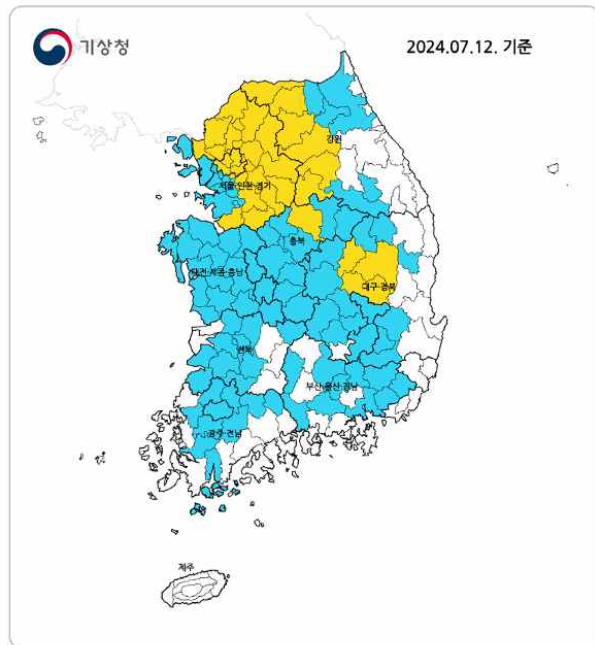 기상청
2024.07.12. 기준
강원
서울·인천·경기
충북
대전·세종·충남
대구·경북
전북
부산·울산·경남
광주·전남
제주